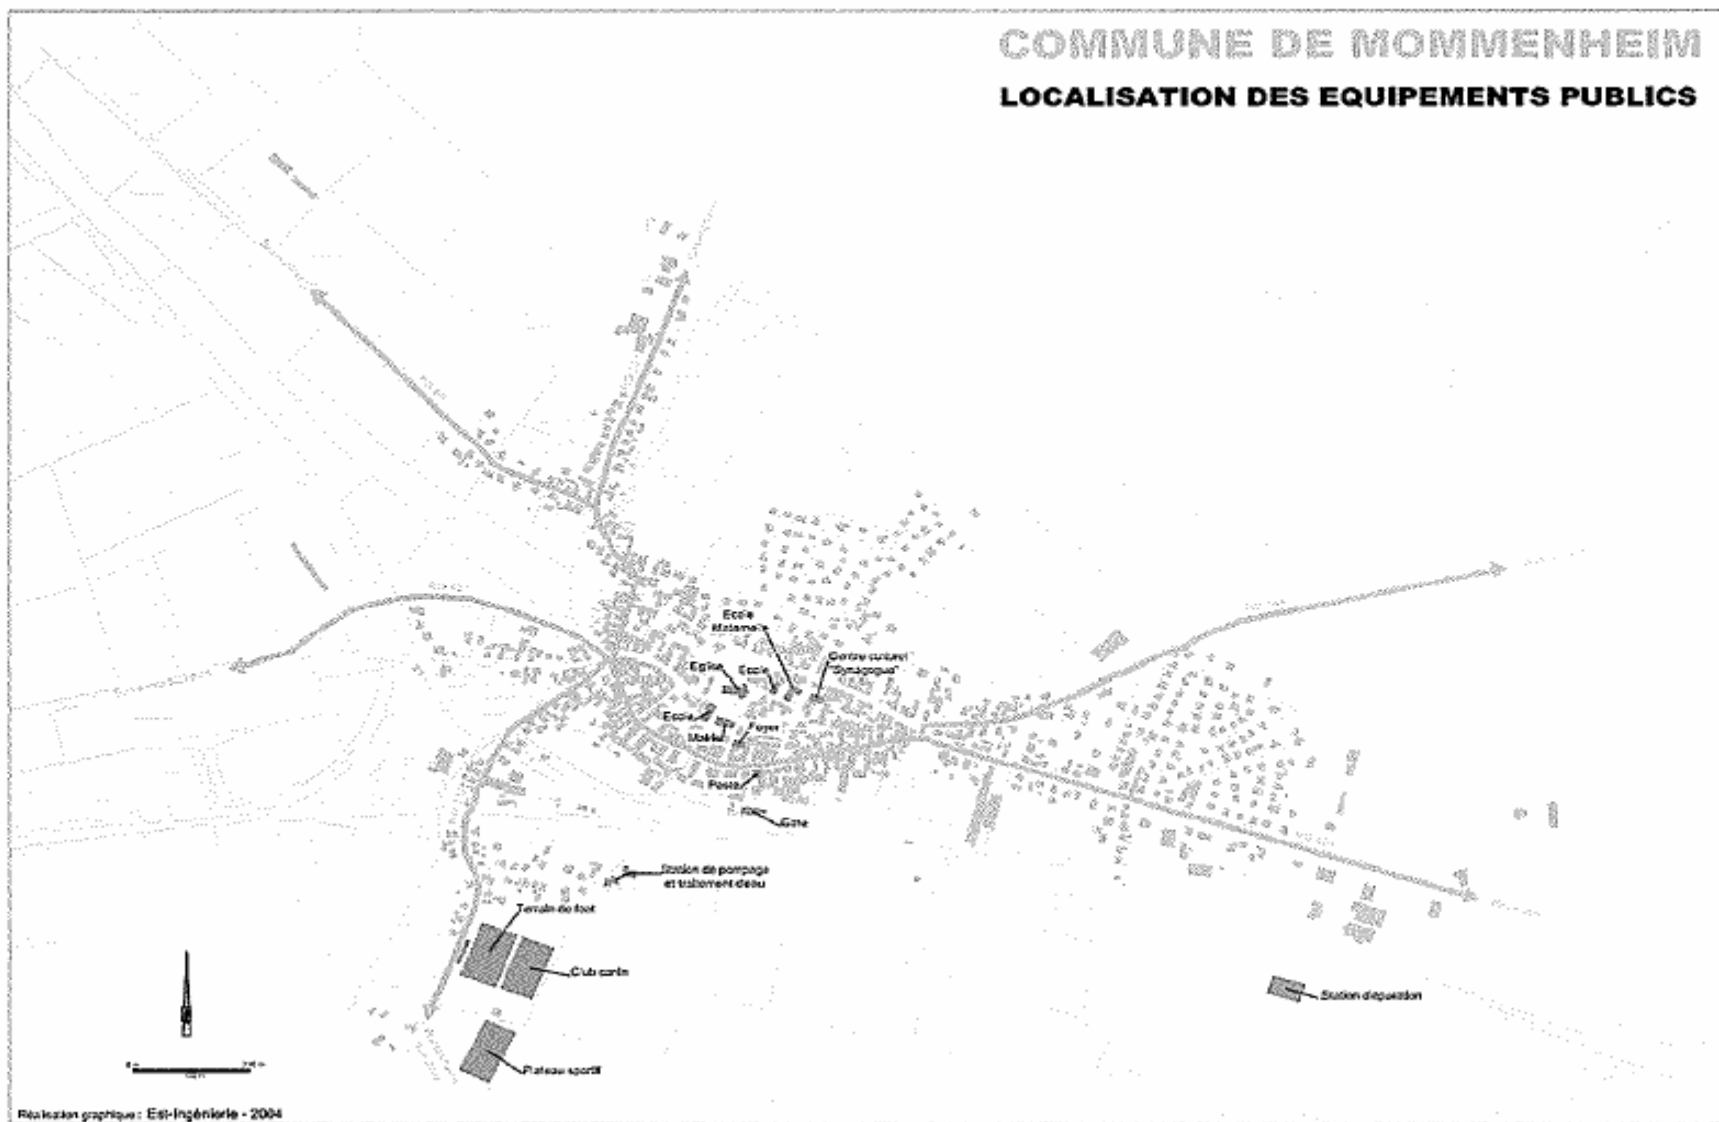 COMMUNE DE MOMMENHEIM
LOCALISATION DES EQUIPEMENTS PUBLICS
Ecole
Maternelle
Centre culturel
"Synagogue"
Eglise
Ecole
Ecole
Mairie
Foyer
Poste
Gare
Station de pompage
et traitement d'eau
Terrain de foot
Club canin
Station d'épuration
Plateau sportif
Réalisation graphique : Est-Ingénierie - 2004